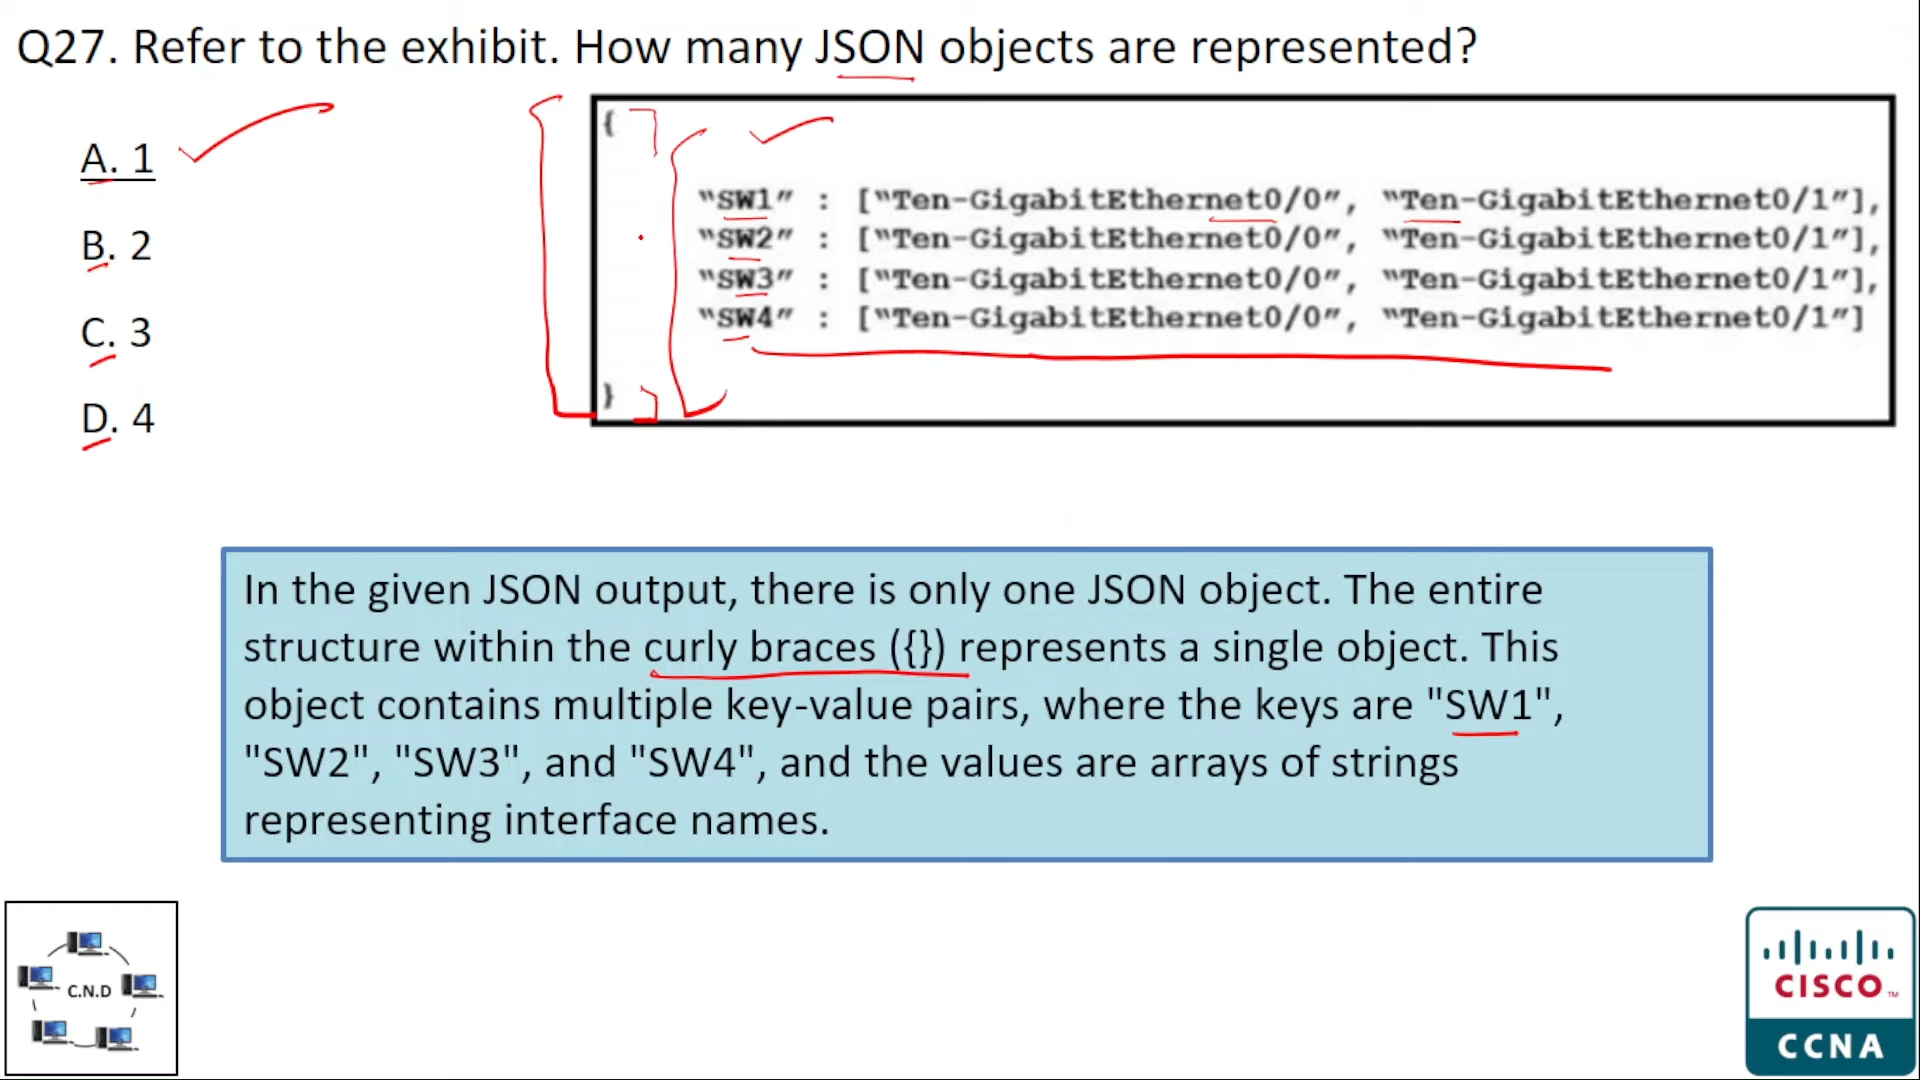 Q27. Refer to the exhibit. How many JSON objects are represented?
A. 1
B. 2
C. 3
D. 4
{
“SW1” : [“Ten-GigabitEthernet0/0”, “Ten-GigabitEthernet0/1”],
“SW2” : [“Ten-GigabitEthernet0/0”, “Ten-GigabitEthernet0/1”],
“SW3” : [“Ten-GigabitEthernet0/0”, “Ten-GigabitEthernet0/1”],
“SW4” : [“Ten-GigabitEthernet0/0”, “Ten-GigabitEthernet0/1”]
}
In the given JSON output, there is only one JSON object. The entire
structure within the curly braces ({}) represents a single object. This
object contains multiple key-value pairs, where the keys are "SW1",
"SW2", "SW3", and "SW4", and the values are arrays of strings
representing interface names.
C.N.D
CISCO™
CCNA